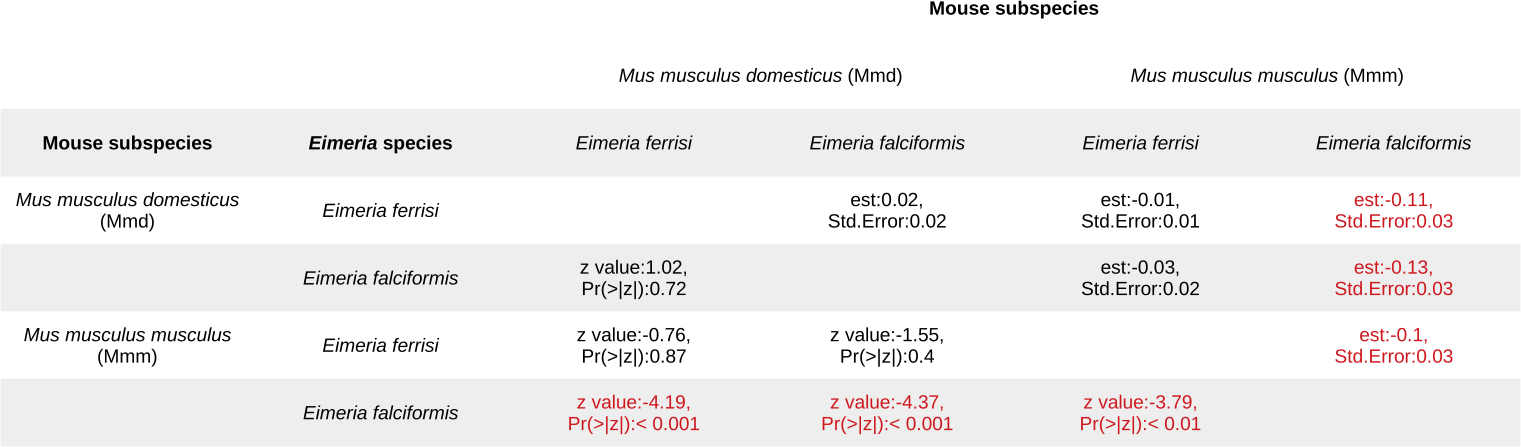 Mouse subspecies
Mus musculus domesticus (Mmd) Mus musculus musculus (Mmm)
Mouse subspecies Eimeria species Eimeria ferrisi Eimeria falciformis Eimeria ferrisi Eimeria falciformis
Mus musculus domesticus
(Mmd)
Eimeria ferrisi
est:0.02,
Std.Error:0.02
est:-0.01,
Std.Error:0.01
est:-0.11,
Std.Error:0.03
Eimeria falciformis
z value:1.02,
Pr(>|z|):0.72
est:-0.03,
Std.Error:0.02
est:-0.13,
Std.Error:0.03
Mus musculus musculus
(Mmm)
Eimeria ferrisi
z value:-0.76,
Pr(>|z|):0.87
z value:-1.55,
Pr(>|z|):0.4
est:-0.1,
Std.Error:0.03
Eimeria falciformis
z value:-4.19,
Pr(>|z|):< 0.001
z value:-4.37,
Pr(>|z|):< 0.001
z value:-3.79,
Pr(>|z|):< 0.01